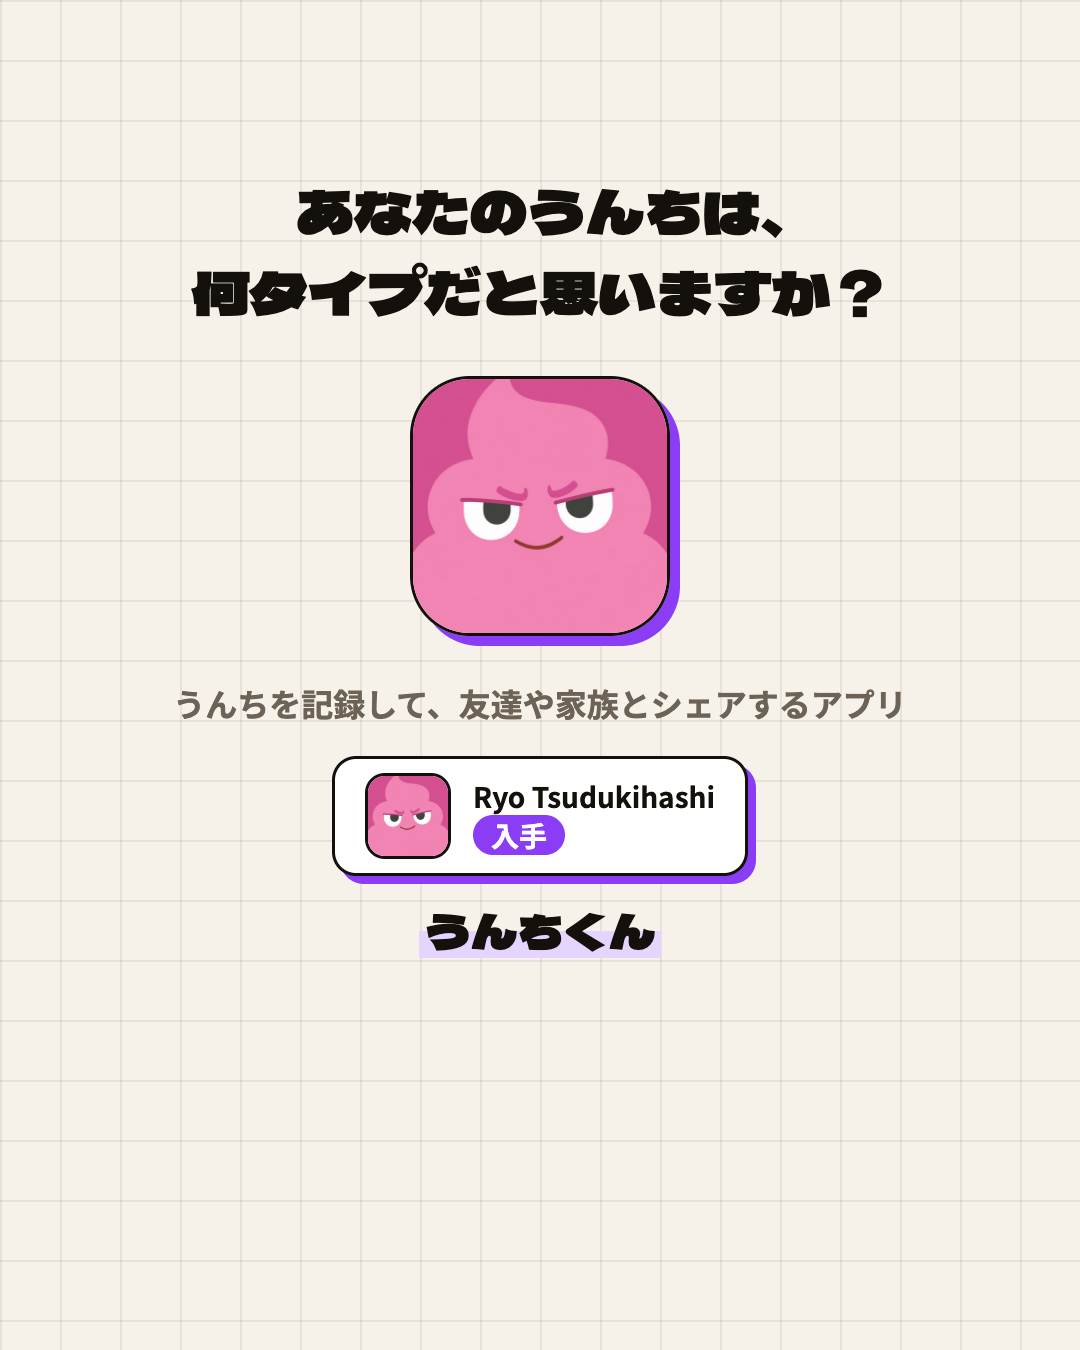 あなたのうんちは、
何タイプだと思いますか？
うんちを記録して、友達や家族とシェアするアプリ
Ryo Tsudukihashi
入手
うんちくん